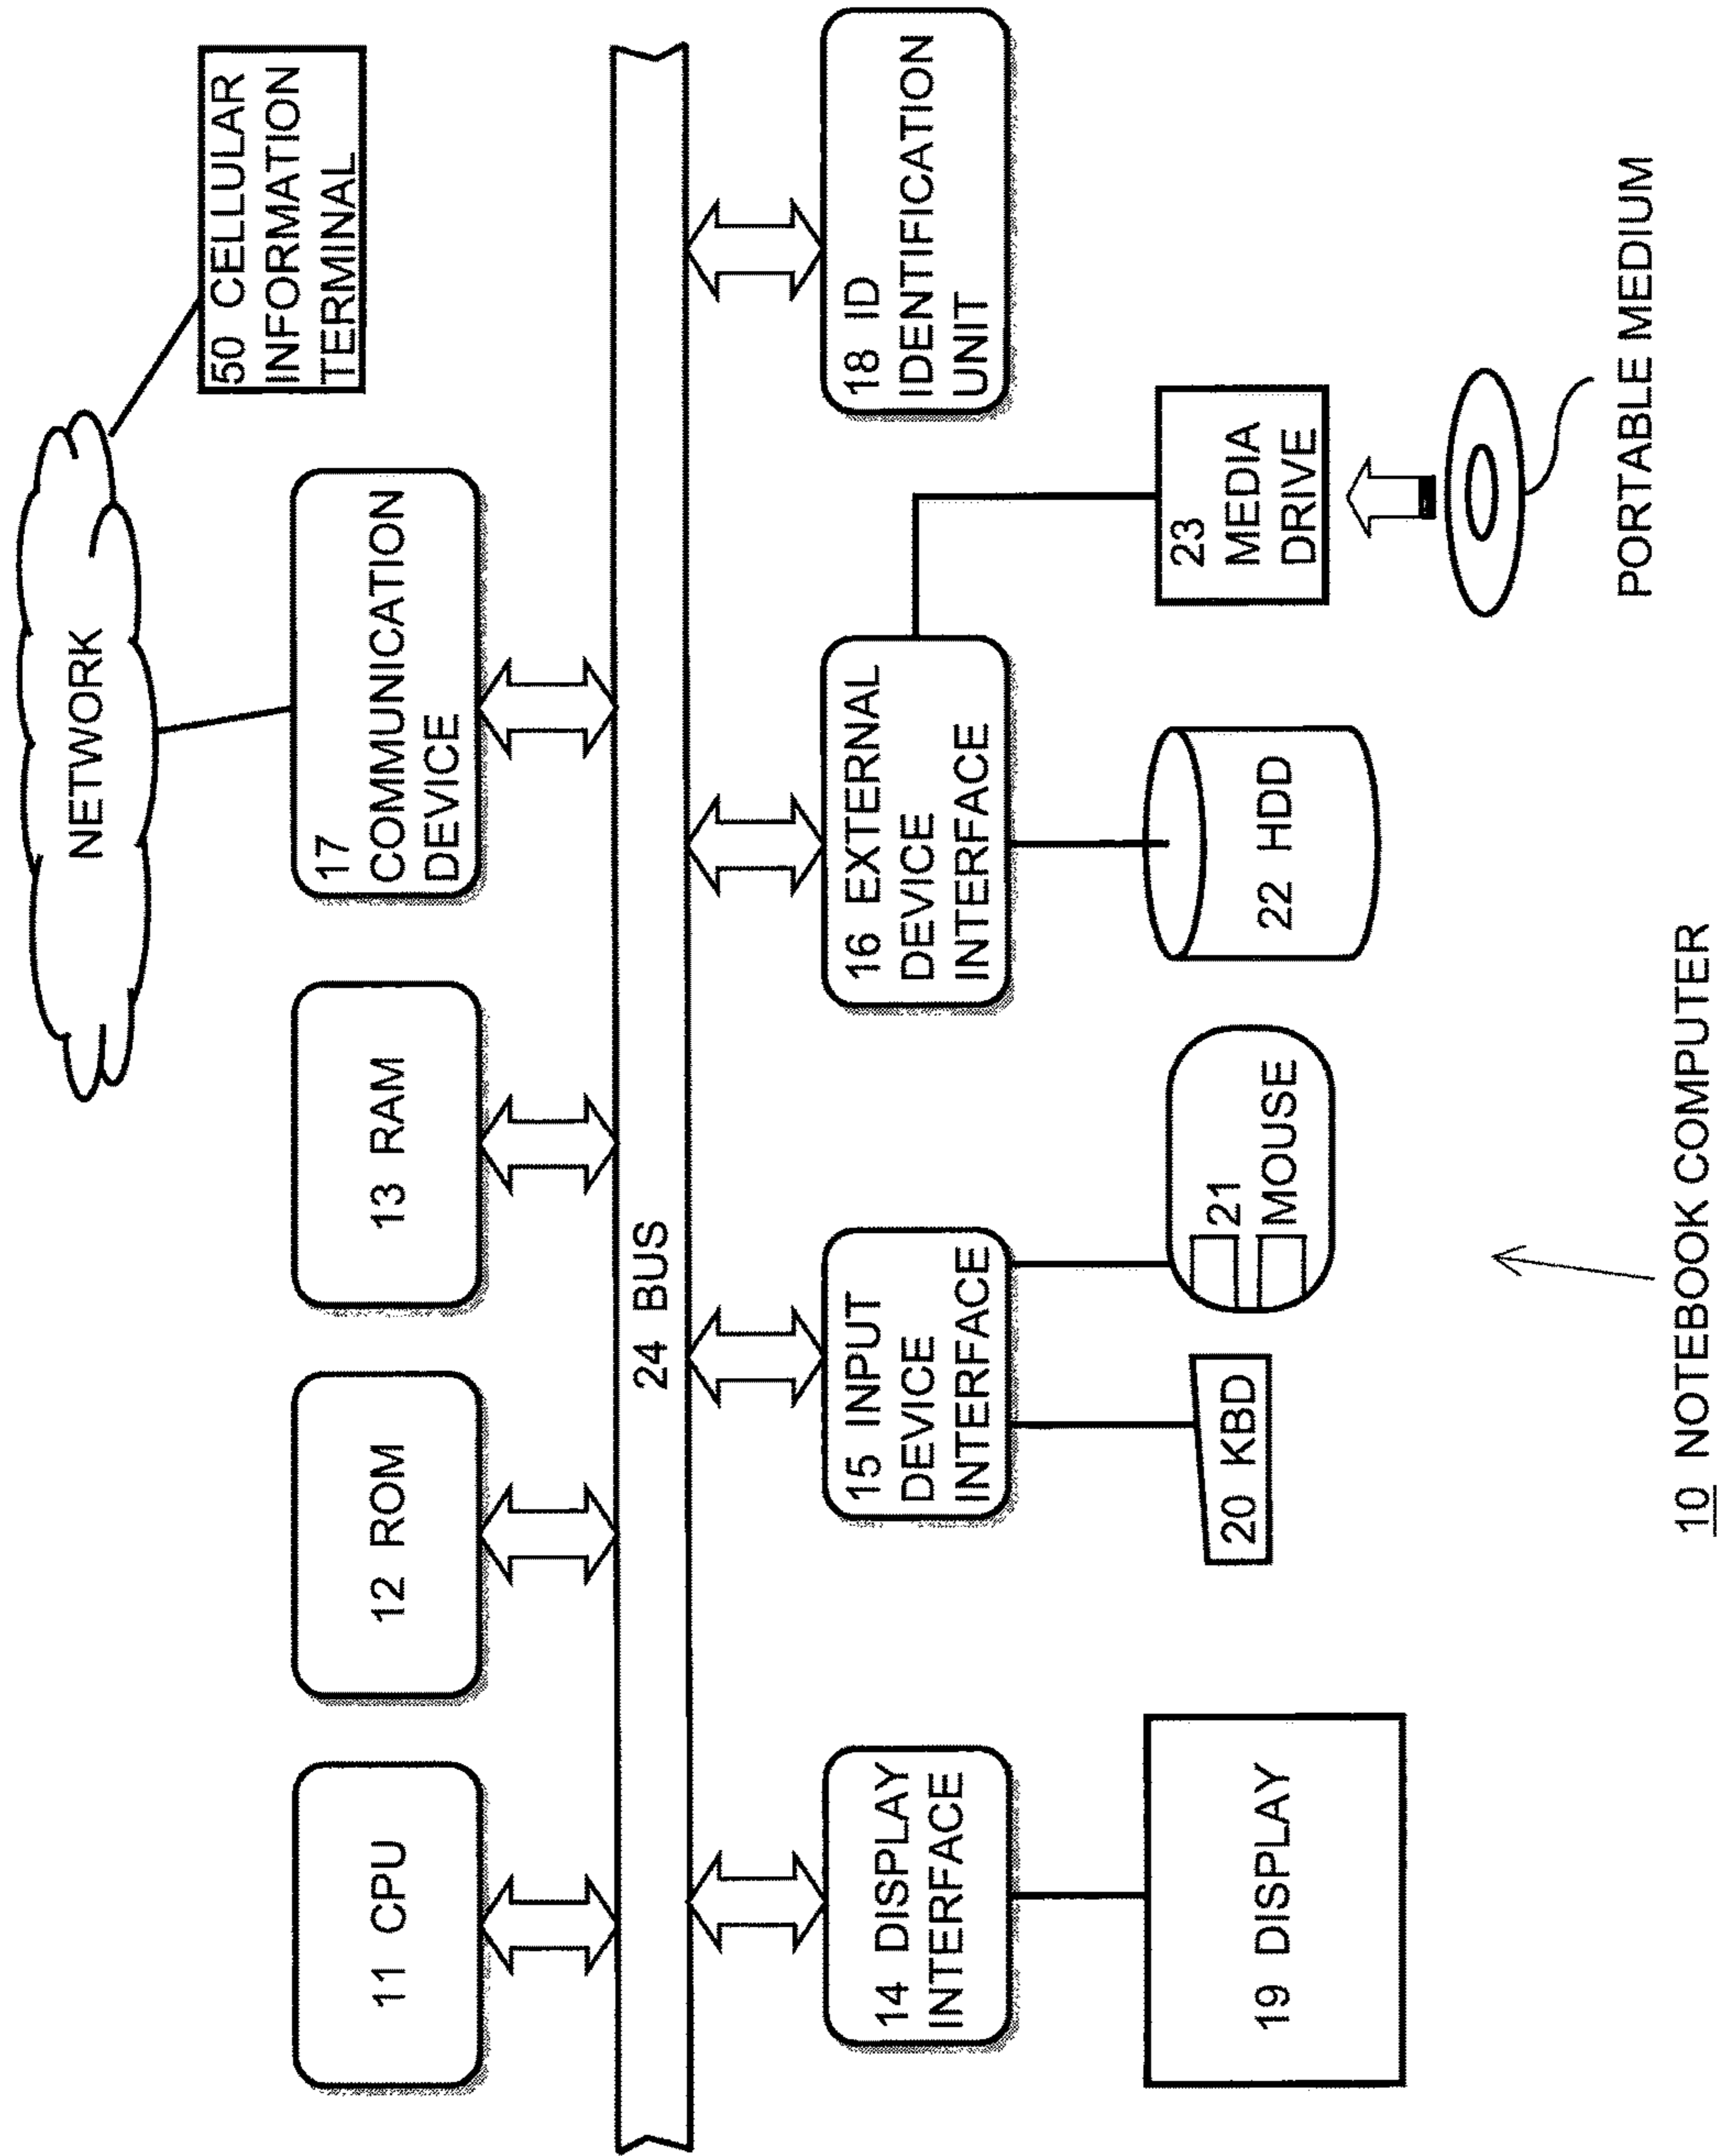 NETWORK
50 CELLULAR
INFORMATION
TERMINAL
11 CPU
12 ROM
13 RAM
17
COMMUNICATION
DEVICE
24 BUS
14 DISPLAY
INTERFACE
15 INPUT
DEVICE
INTERFACE
16 EXTERNAL
DEVICE
INTERFACE
18 ID
IDENTIFICATION
UNIT
19 DISPLAY
20 KBD
21
MOUSE
22 HDD
23
MEDIA
DRIVE
PORTABLE MEDIUM
10 NOTEBOOK COMPUTER